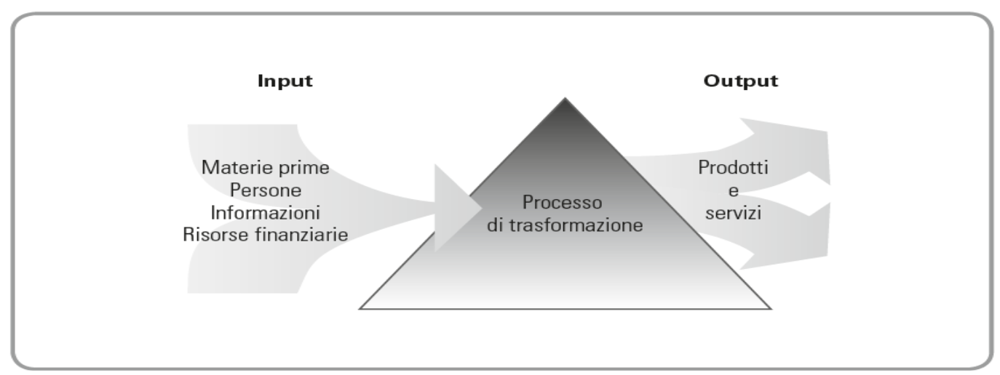 Input
Output
Materie prime
Persone
Informazioni
Risorse finanziarie
Processo
di trasformazione
Prodotti
e
servizi